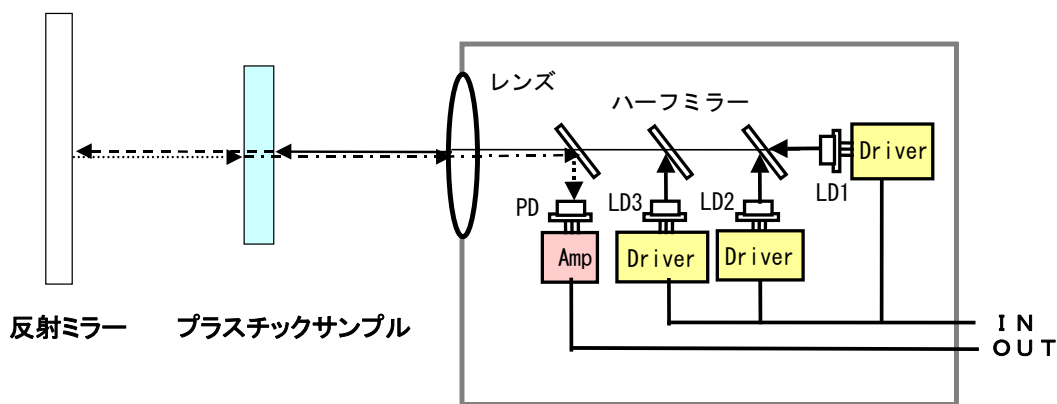 レンズ
ハーフミラー
Driver
LD1
PD
LD3
LD2
Amp
Driver
Driver
反射ミラー
プラスチックサンプル
ＩＮ
ＯＵＴ